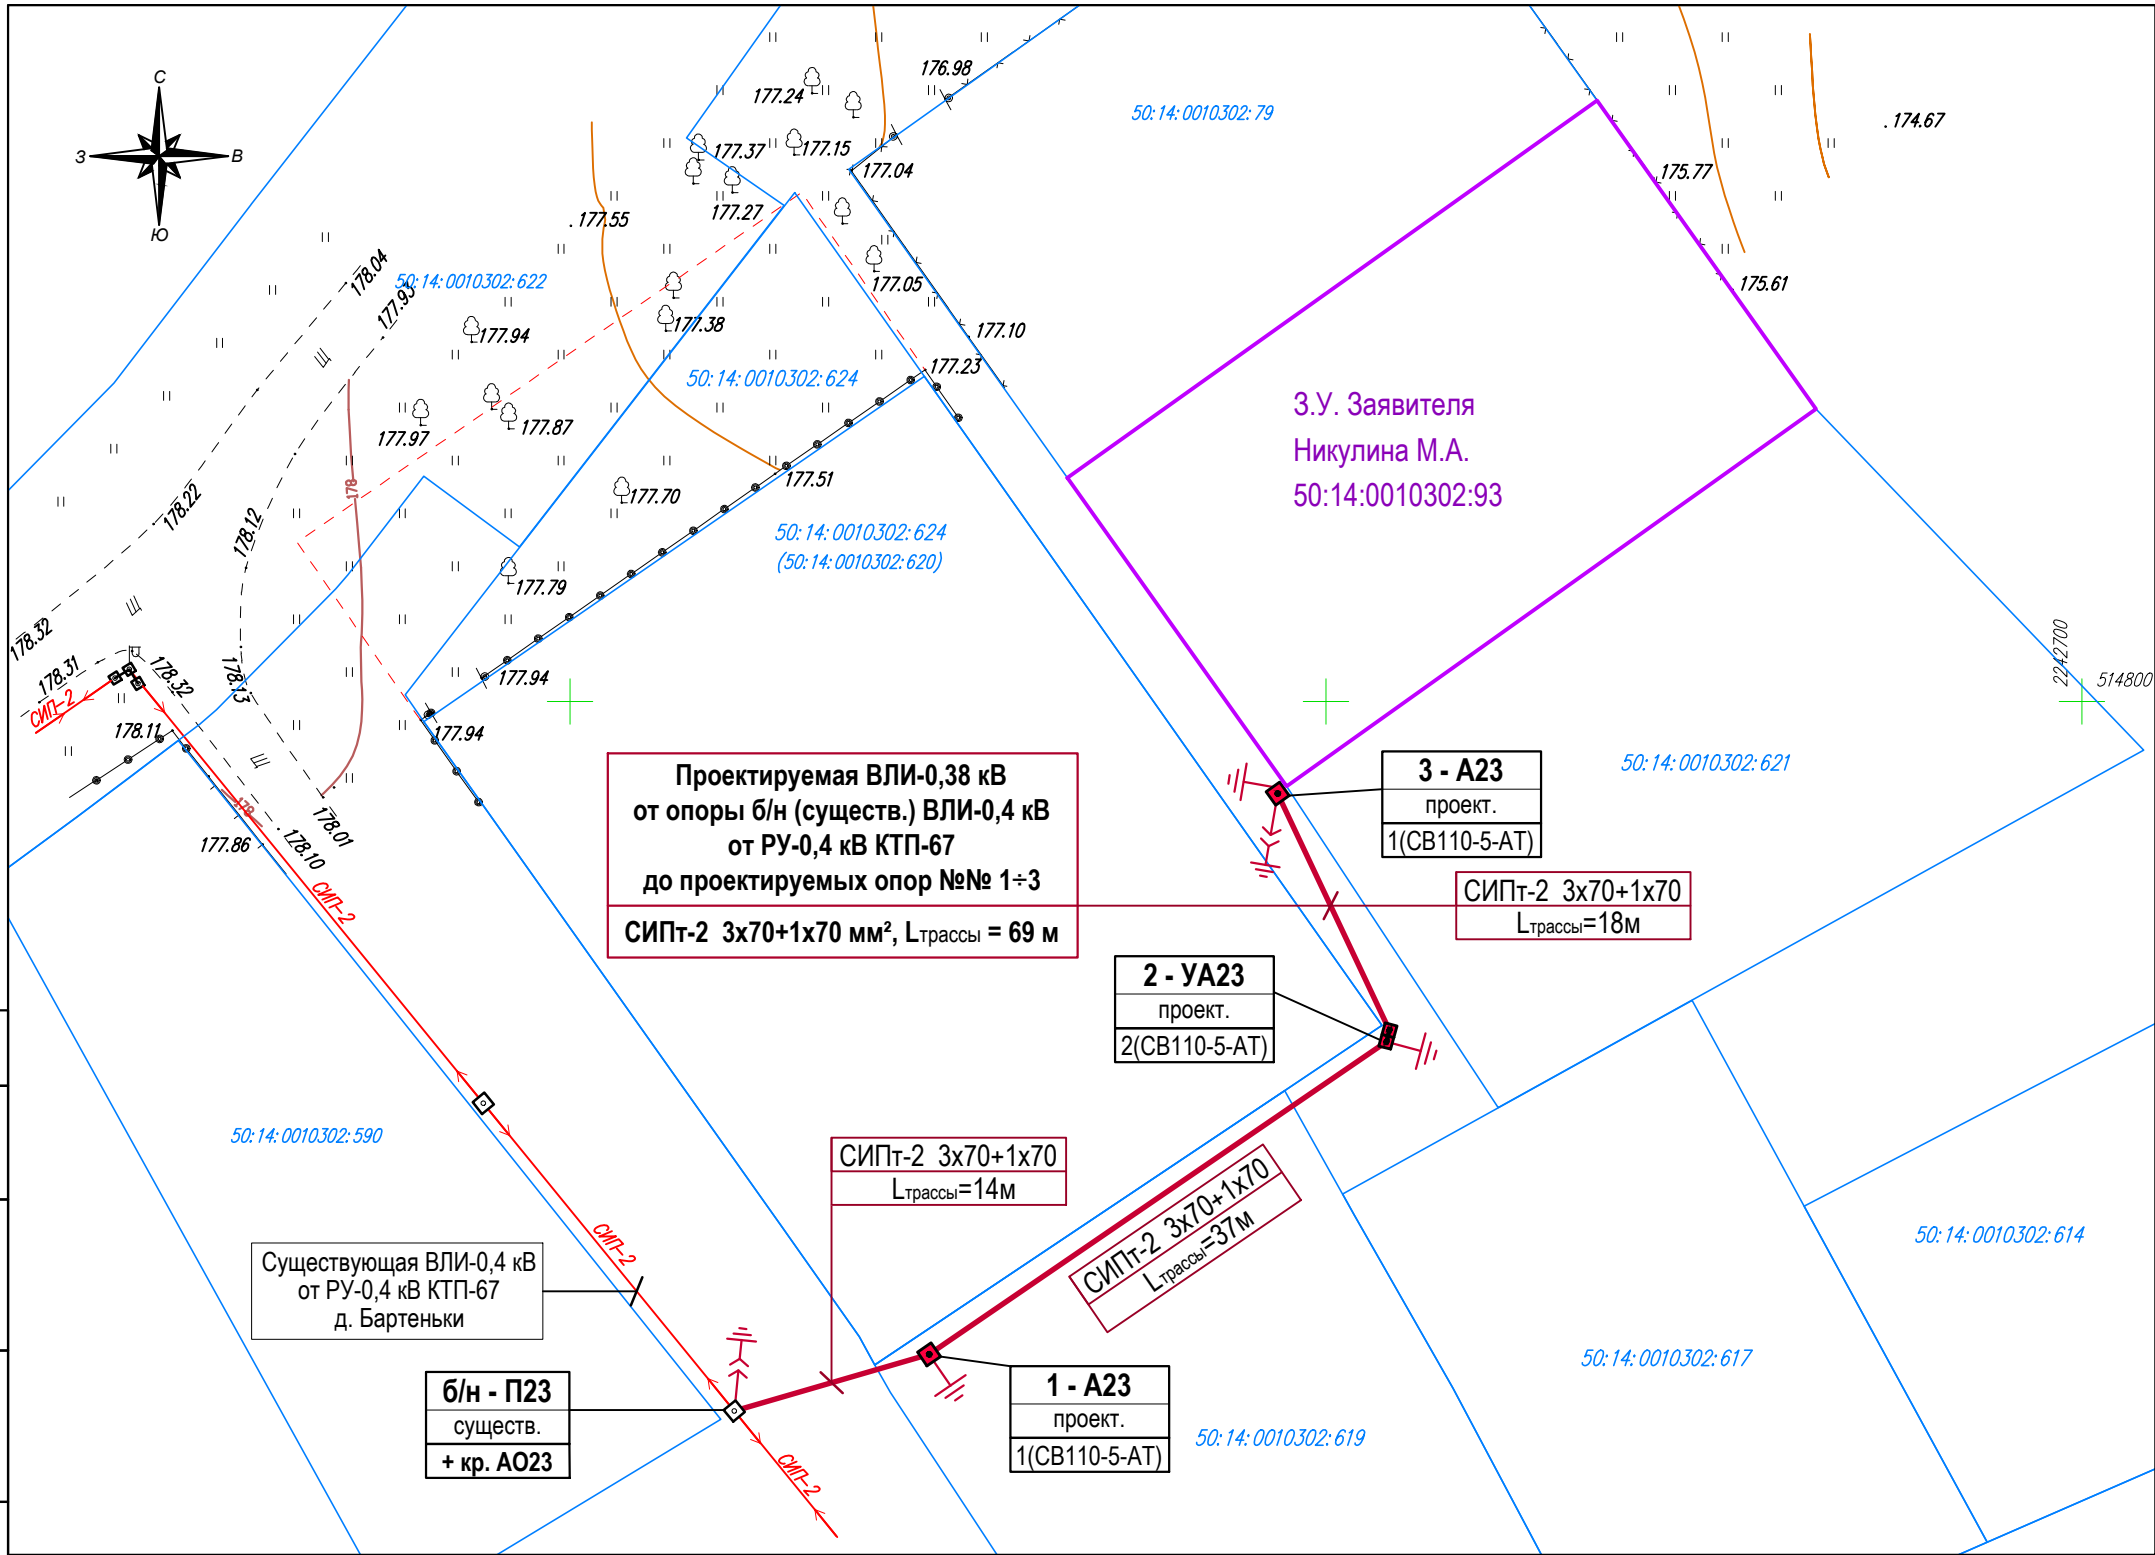 С
З
В
Ю
176.98
177.24
50:14:0010302:79
174.67
177.37
177.15
177.04
175.77
177.27
177.55
178.04
50:14:0010302:622
177.93
177.05
175.61
177.94
177.38
177.10
177.23
50:14:0010302:624
З.У. Заявителя
Никулина М.А.
50:14:0010302:93
177.97
177.87
178
177.70
177.51
178.22
178.12
50:14:0010302:624
(50:14:0010302:620)
177.79
178.32
178.31
178.32
178.13
177.94
2242700
514800
СИП-2
178.11
177.94
50:14:0010302:621
Проектируемая ВЛИ-0,38 кВ
от опоры б/н (существ.) ВЛИ-0,4 кВ
от РУ-0,4 кВ КТП-67
до проектируемых опор №№ 1÷3
СИПт-2 3х70+1х70 мм², Lтрассы = 69 м
3 - А23
проект.
1(СВ110-5-АТ)
178
178.01
177.86
178.10
СИП-2
СИПт-2 3х70+1х70
Lтрассы=18м
2 - УА23
проект.
2(СВ110-5-АТ)
50:14:0010302:590
СИПт-2 3х70+1х70
Lтрассы=14м
СИПт-2 3х70+1х70
Lтрассы=37м
50:14:0010302:614
СИП-2
Существующая ВЛИ-0,4 кВ
от РУ-0,4 кВ КТП-67
д. Бартеньки
50:14:0010302:617
б/н - П23
существ.
+ кр. АО23
1 - А23
проект.
1(СВ110-5-АТ)
50:14:0010302:619
СИП-2